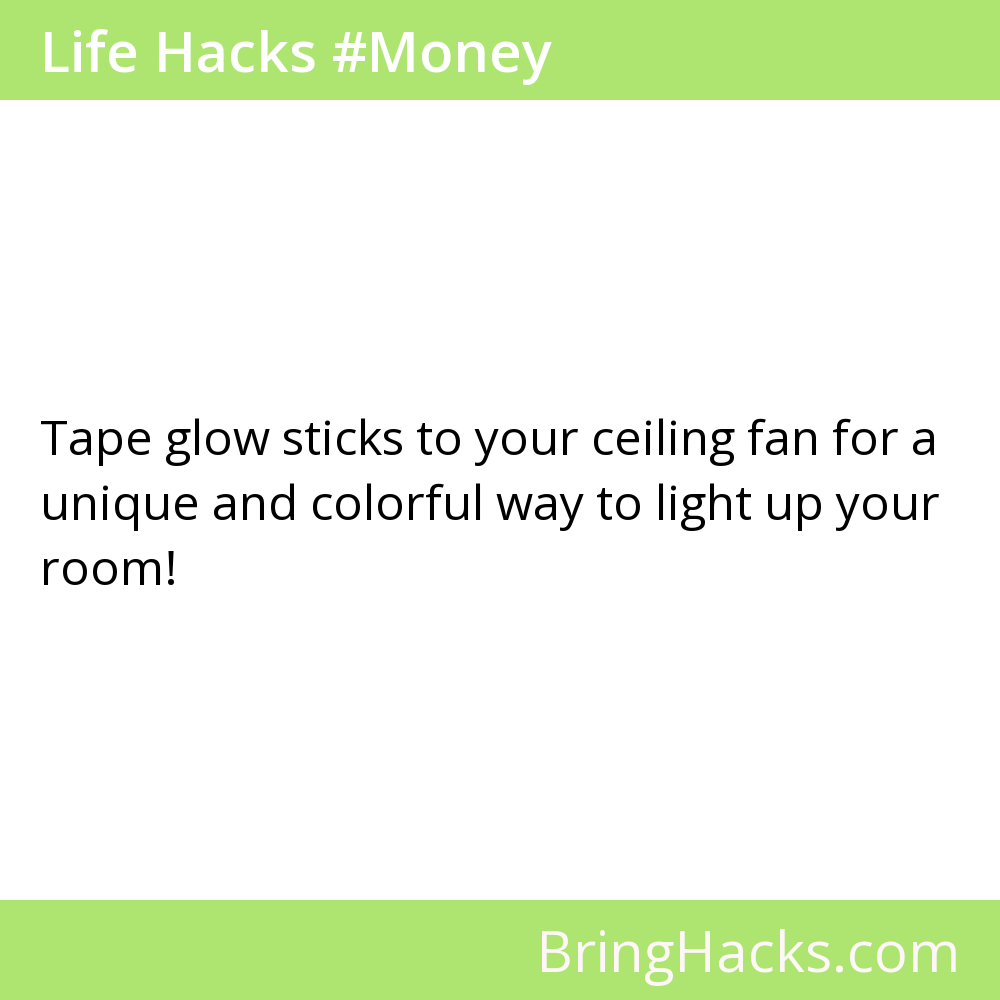 Life Hacks #Money
Tape glow sticks to your ceiling fan for a
unique and colorful way to light up your
room!
BringHacks.com